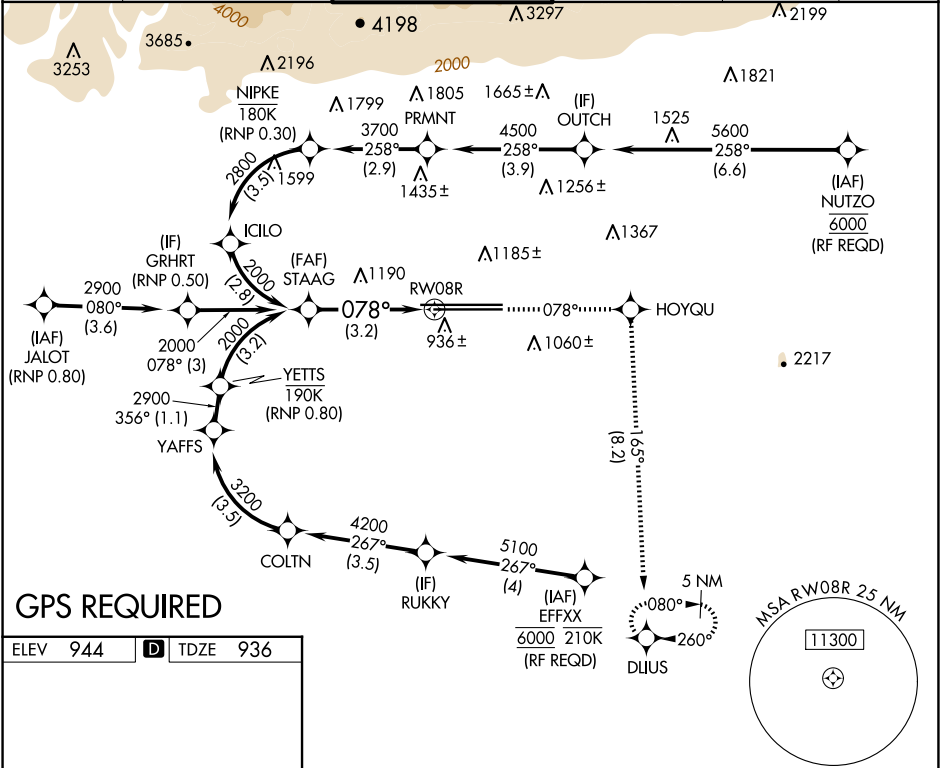 4000
4198
3297
2199
3685
3253
2196
2000
1821
NIPKE
180K
(RNP 0.30)
1799
1805
PRMNT
1665±
(IF)
OUTCH
1525
3700
258°
(2.9)
4500
258°
(3.9)
5600
258°
(6.6)
2800
(3.5)
1599
1435±
1256±
(IAF)
NUTZO
6000
(RF REQD)
ICILO
1367
(IF)
GRHRT
(RNP 0.50)
2000
(2.8)
(FAF)
STAAG
1190
1185±
RW08R
2900
080°
(3.6)
078°
(3.2)
078°
HOYQU
(IAF)
JALOT
(RNP 0.80)
2000
078° (3)
2000
(3.2)
936±
1060±
2217
YETTS
190K
(RNP 0.80)
2900
356° (1.1)
YAFFS
165°
(8.2)
3200
(3.5)
COLTN
4200
267°
(3.5)
(IF)
RUKKY
5100
267°
(4)
(IAF)
EFFXX
6000 210K
(RF REQD)
5 NM
080°
260°
DLIUS
MSA RW08R 25 NM
11300
GPS REQUIRED
ELEV 944 D TDZE 936